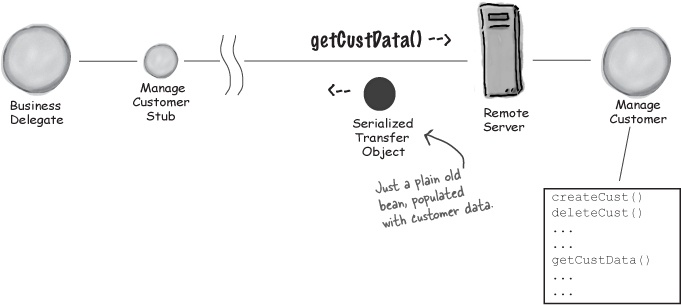 getCustData() -->
<--
Business
Delegate
Manage
Customer
Stub
Serialized
Transfer
Object
Remote
Server
Manage
Customer
Just a plain old
bean, populated
with customer data.
createCust()
deleteCust()
...
...
getCustData()
...
...